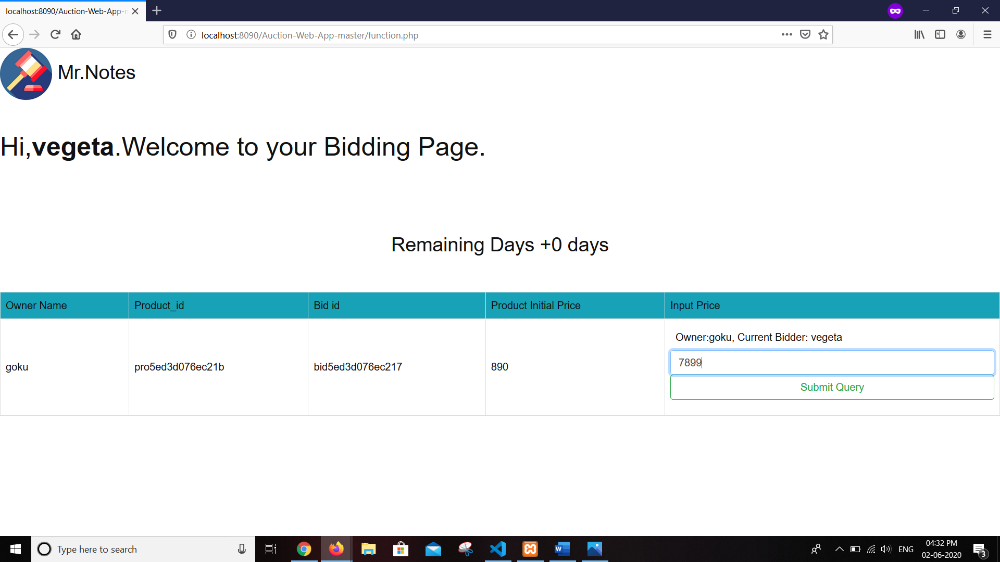 localhost:8090/Auction-Web-App-m
localhost:8090/Auction-Web-App-master/function.php
Mr.Notes
Hi,vegeta.Welcome to your Bidding Page.
Remaining Days +0 days
Owner Name Product_id Bid id Product Initial Price Input Price
Owner:goku, Current Bidder: vegeta
goku pro5ed3d076ec21b bid5ed3d076ec217 890 7899
Submit Query
Type here to search
W
ENG
04:32 PM
02-06-2020
3